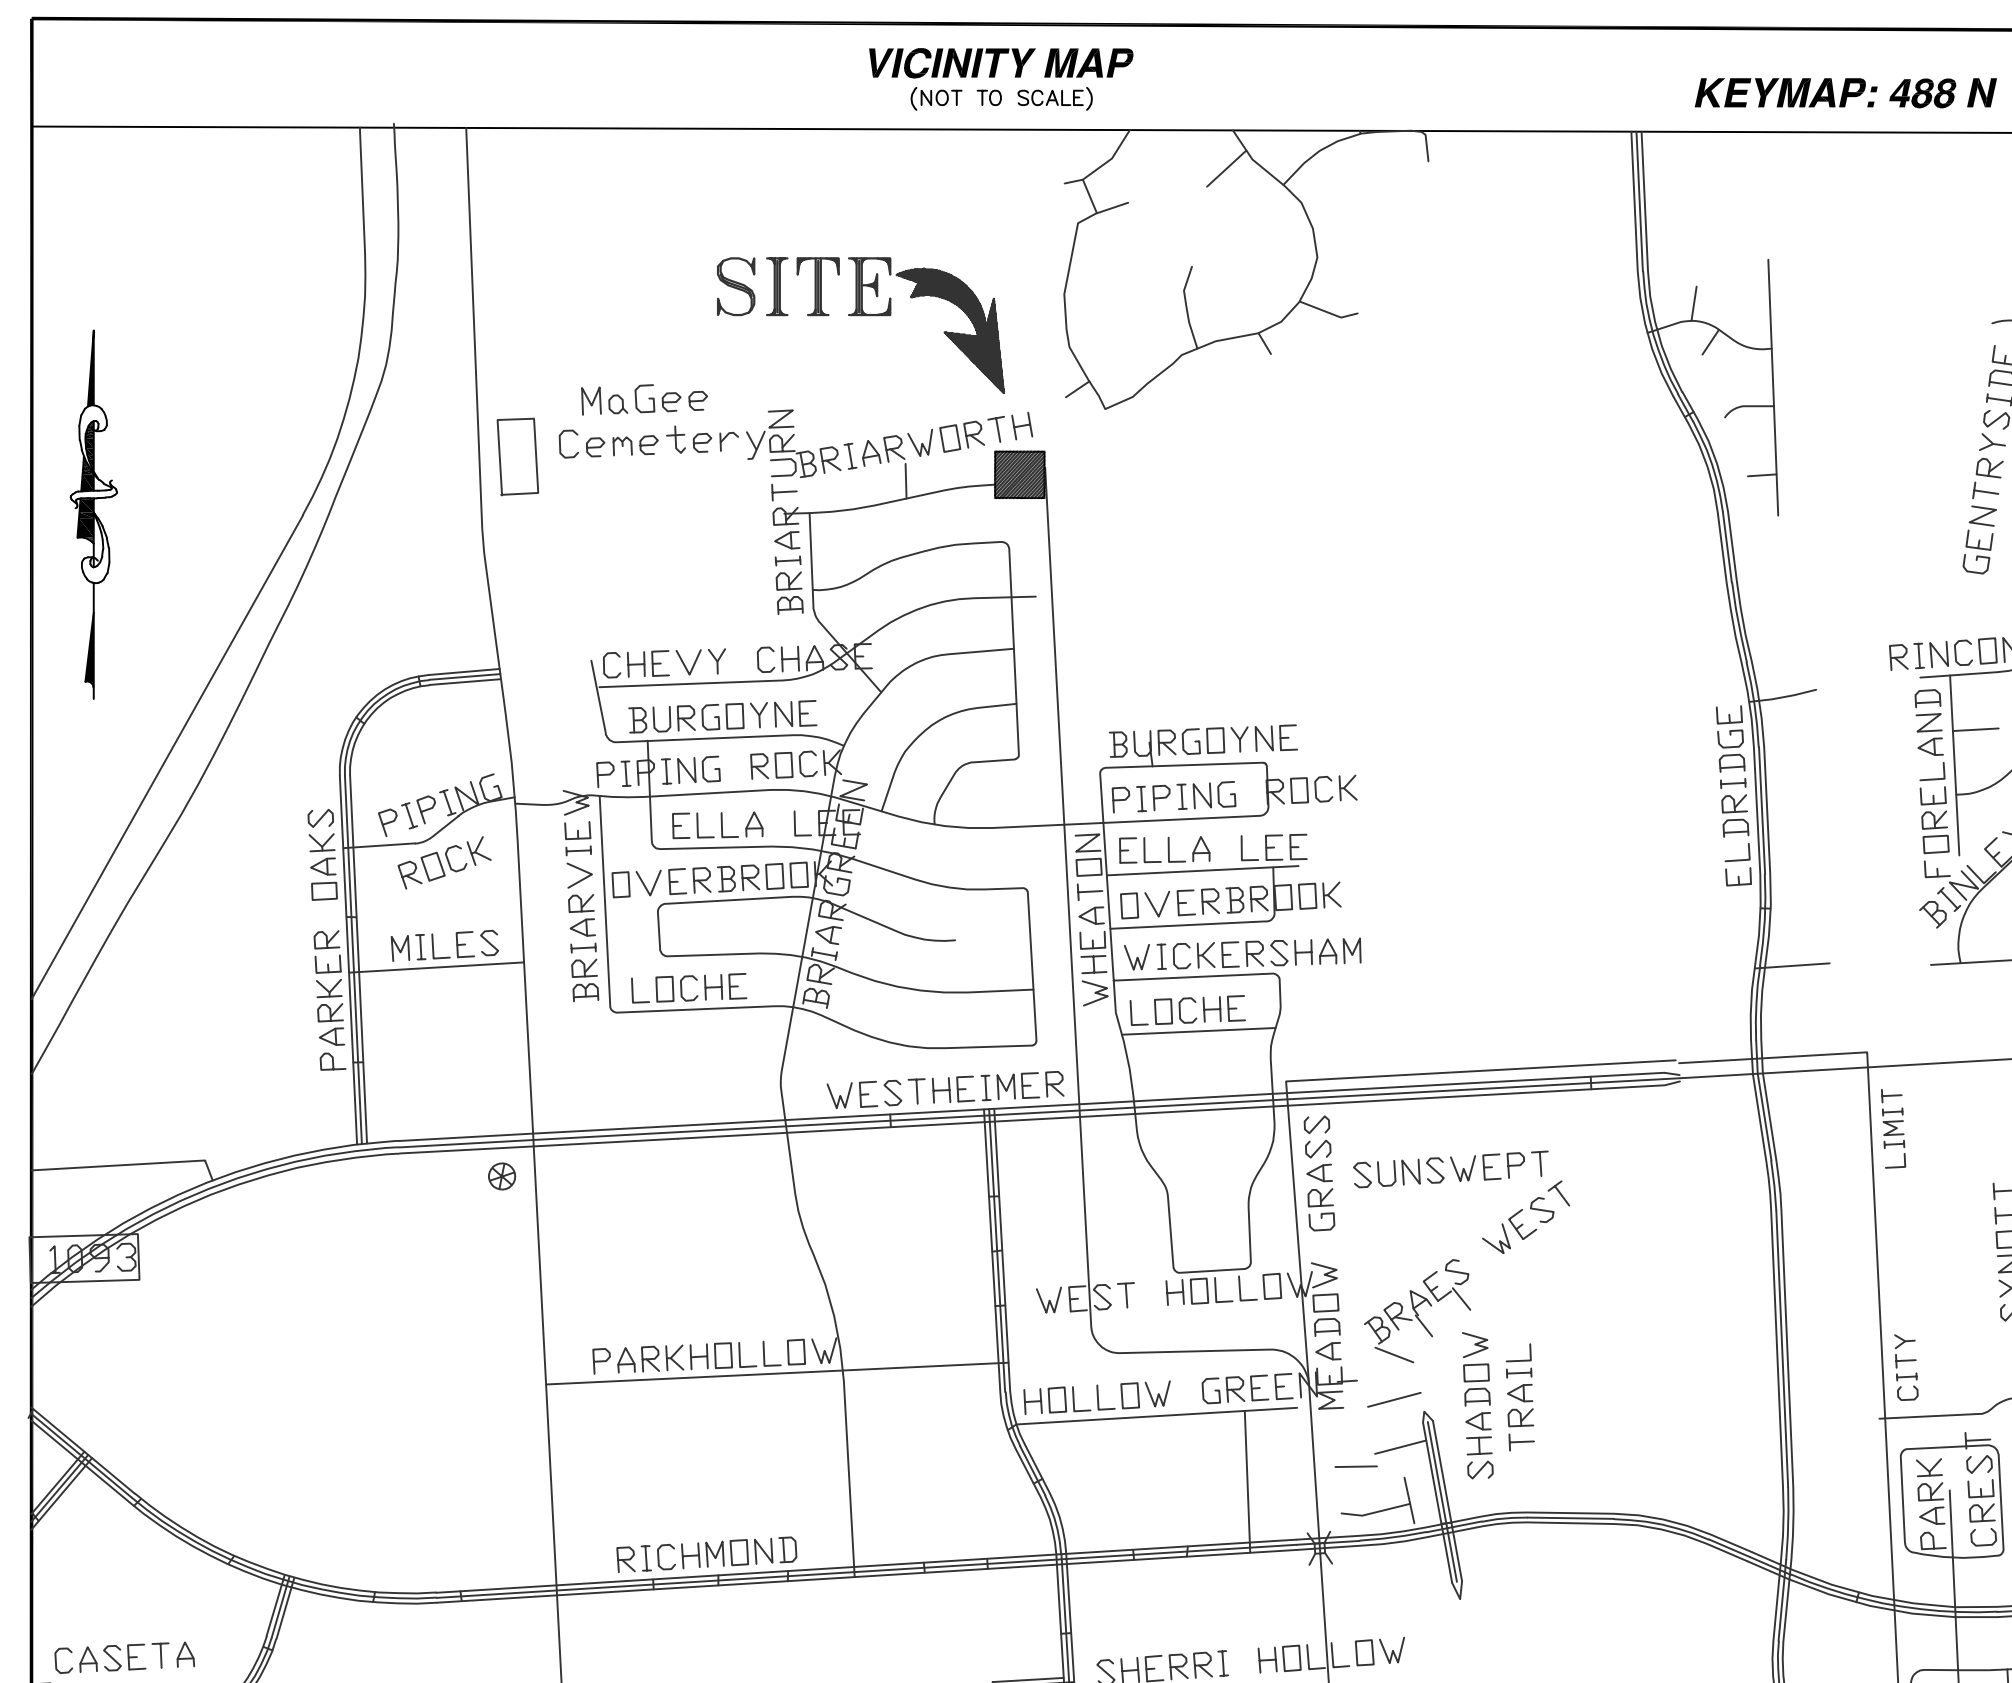 VICINITY MAP
(NOT TO SCALE)
KEYMAP: 488 N
SITE
MaGee
Cemetery
BRIARWORTH
BRIARTURN
GENTRYSIDE
CHEVY CHASE
RINCON
BURGOYNE
BURGOYNE
ELDRIDGE
FORELAND
PIPING ROCK
PIPING
ROCK
PIPING ROCK
ELLA LEE
ELLA LEE
PARKER OAKS
BRIARVIEW
BRIARGREEN
WHEATON
OVERBROOK
OVERBROOK
BINLEY
MILES
WICKERSHAM
LOCHE
LOCHE
WESTHEIMER
LIMIT
SUNSWEPT
MEADOW GRASS
BRAES WEST
SYNOTT
1093
WEST HOLLOW
PARKHOLLOW
HOLLOW GREEN
SHADOW
TRAIL
CITY
PARK
CREST
RICHMOND
CASETA
SHERRI HOLLOW